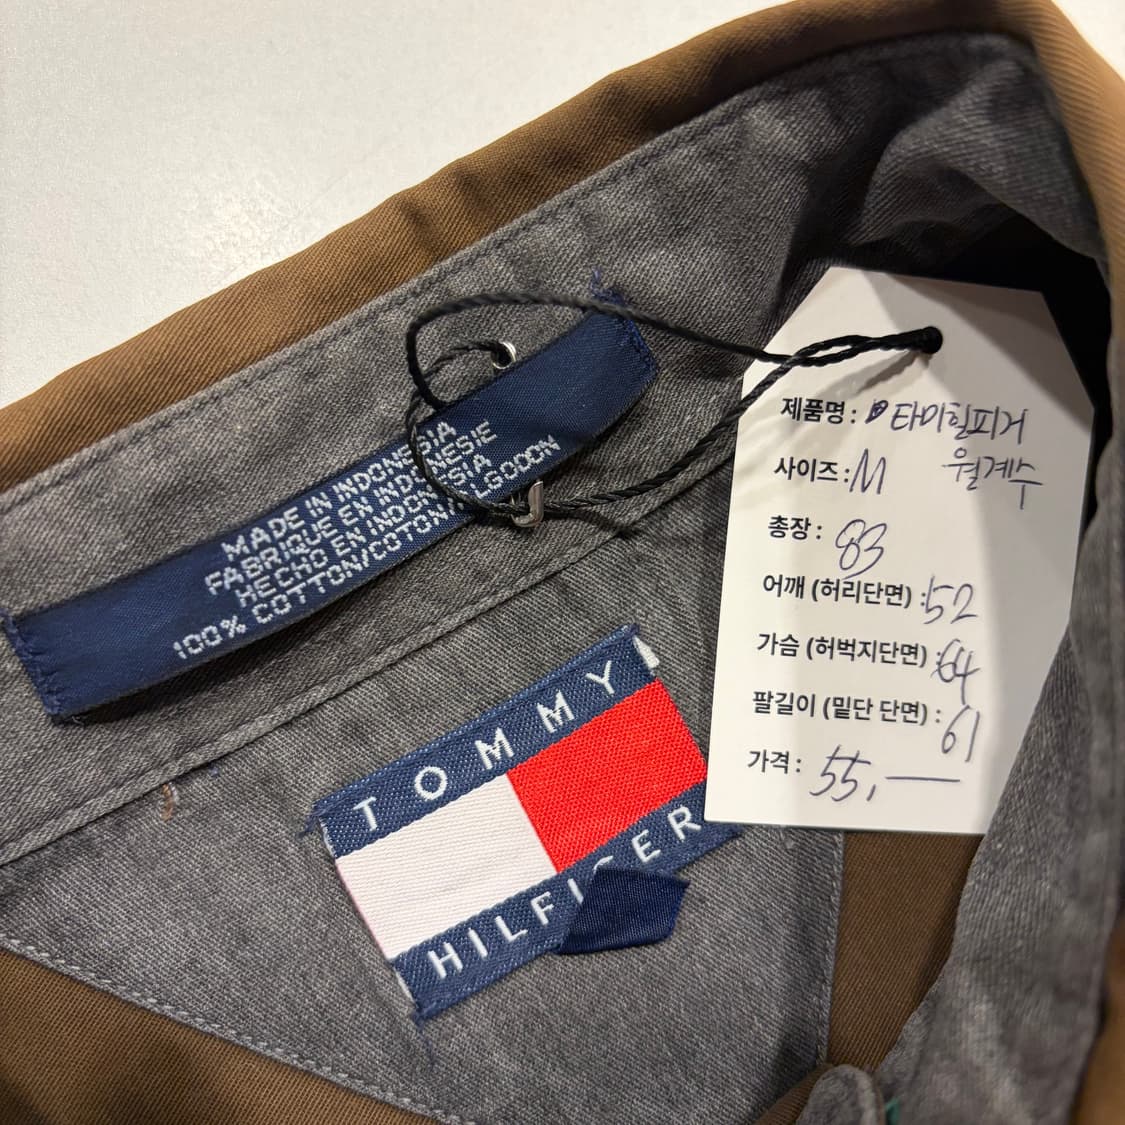 MADE IN INDONESIA
FABRIQUE EN INDONESIE
HECHO EN INDONESIA
100% COTTON/COTON/ALGODON
TOMMY
HILFIGER
제품명 : 타미힐피거
월계수
사이즈 : M
총장 : 83
어깨 (허리단면) : 52
가슴 (허벅지단면) : 64
팔길이 (밑단 단면) : 61
가격 : 55,—